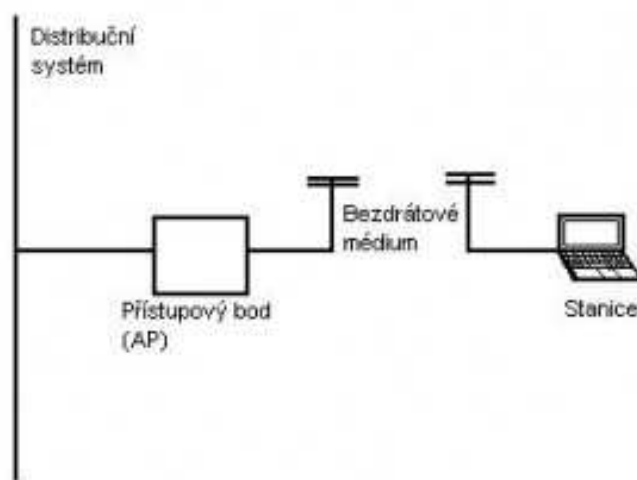 Distribuční
systém
Bezdrátové
médium
Přístupový bod
(AP)
Stanice